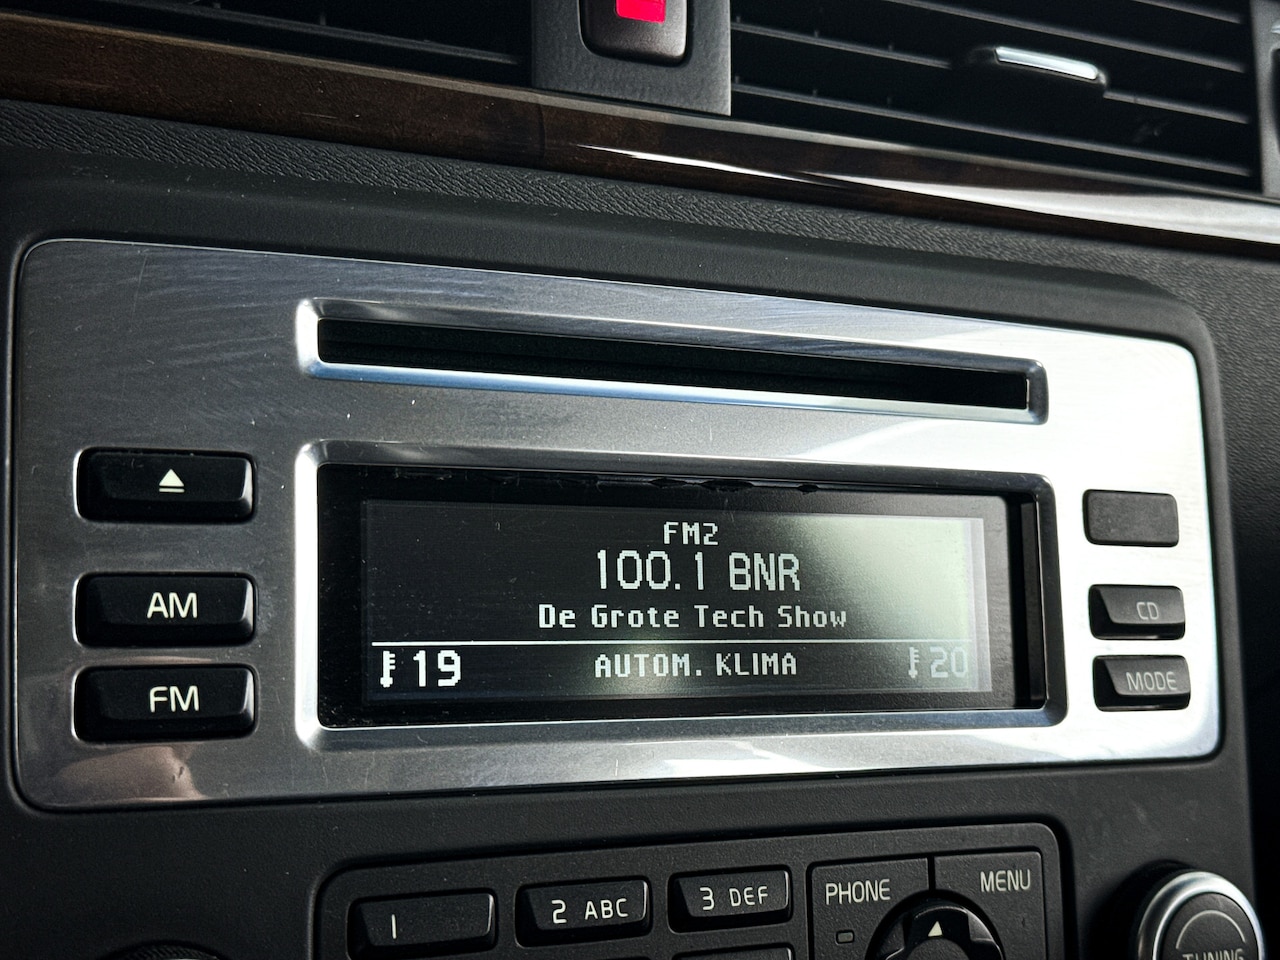 AM
FM
FM2
100.1 BNR
De Grote Tech Show
19 AUTOM. KLIMA 20
CD
MODE
1
2 ABC
3 DEF
PHONE
MENU
TUNING